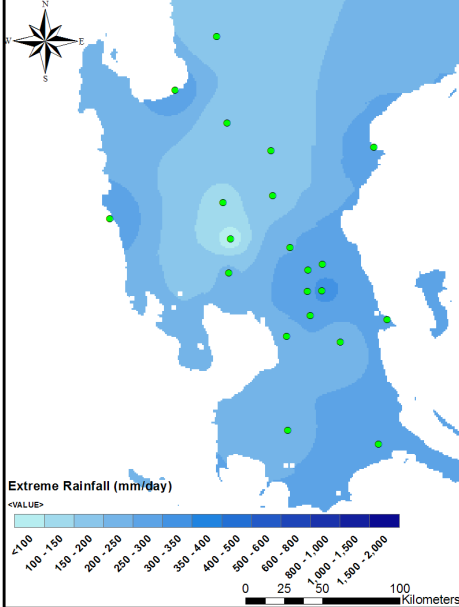 N
W E
S
Extreme Rainfall (mm/day)
<VALUE>
<100
100 - 150
150 - 200
200 - 250
250 - 300
300 - 350
350 - 400
400 - 500
500 - 600
600 - 800
800 - 1,000
1,000 - 1,500
1,500 - 2,000
0 25 50 100
Kilometers